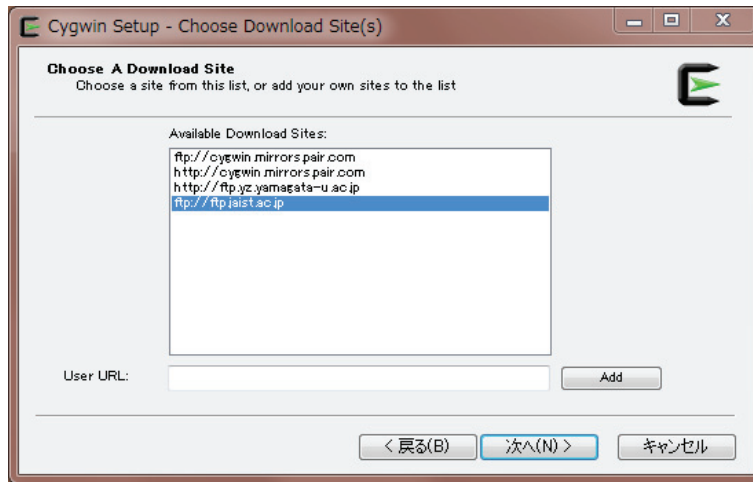 Cygwin Setup - Choose Download Site(s)
Choose A Download Site
Choose a site from this list, or add your own sites to the list
Available Download Sites:
ftp://cygwin.mirrors.pair.com
http://cygwin.mirrors.pair.com
http://ftp.yz.yamagata-u.ac.jp
ftp://ftp.jaist.ac.jp
User URL:
Add
< 戻る(B)
次へ(N) >
キャンセル